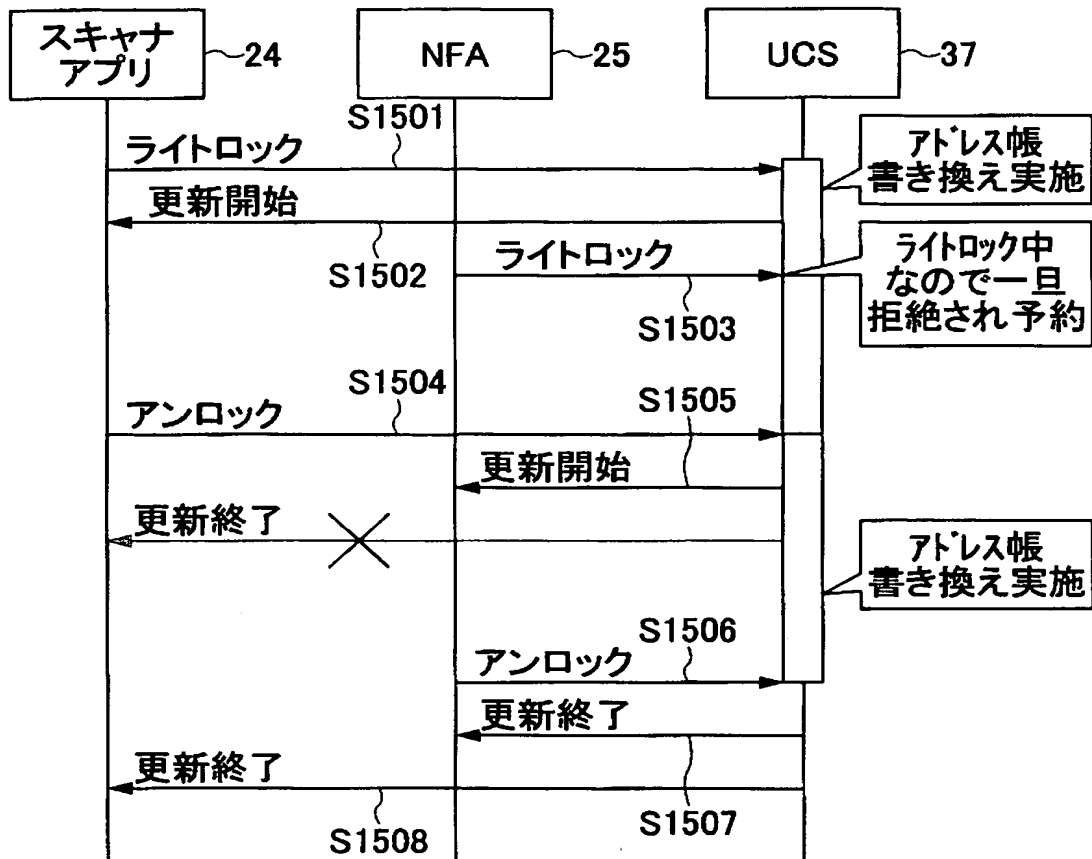 スキャナ
アプリ
24
NFA
25
UCS
37
S1501
ライトロック
アドレス帳
書き換え実施
更新開始
S1502
ライトロック
S1503
ライトロック中
なので一旦
拒絶され予約
S1504
アンロック
S1505
更新開始
更新終了
アドレス帳
書き換え実施
S1506
アンロック
更新終了
S1507
更新終了
S1508